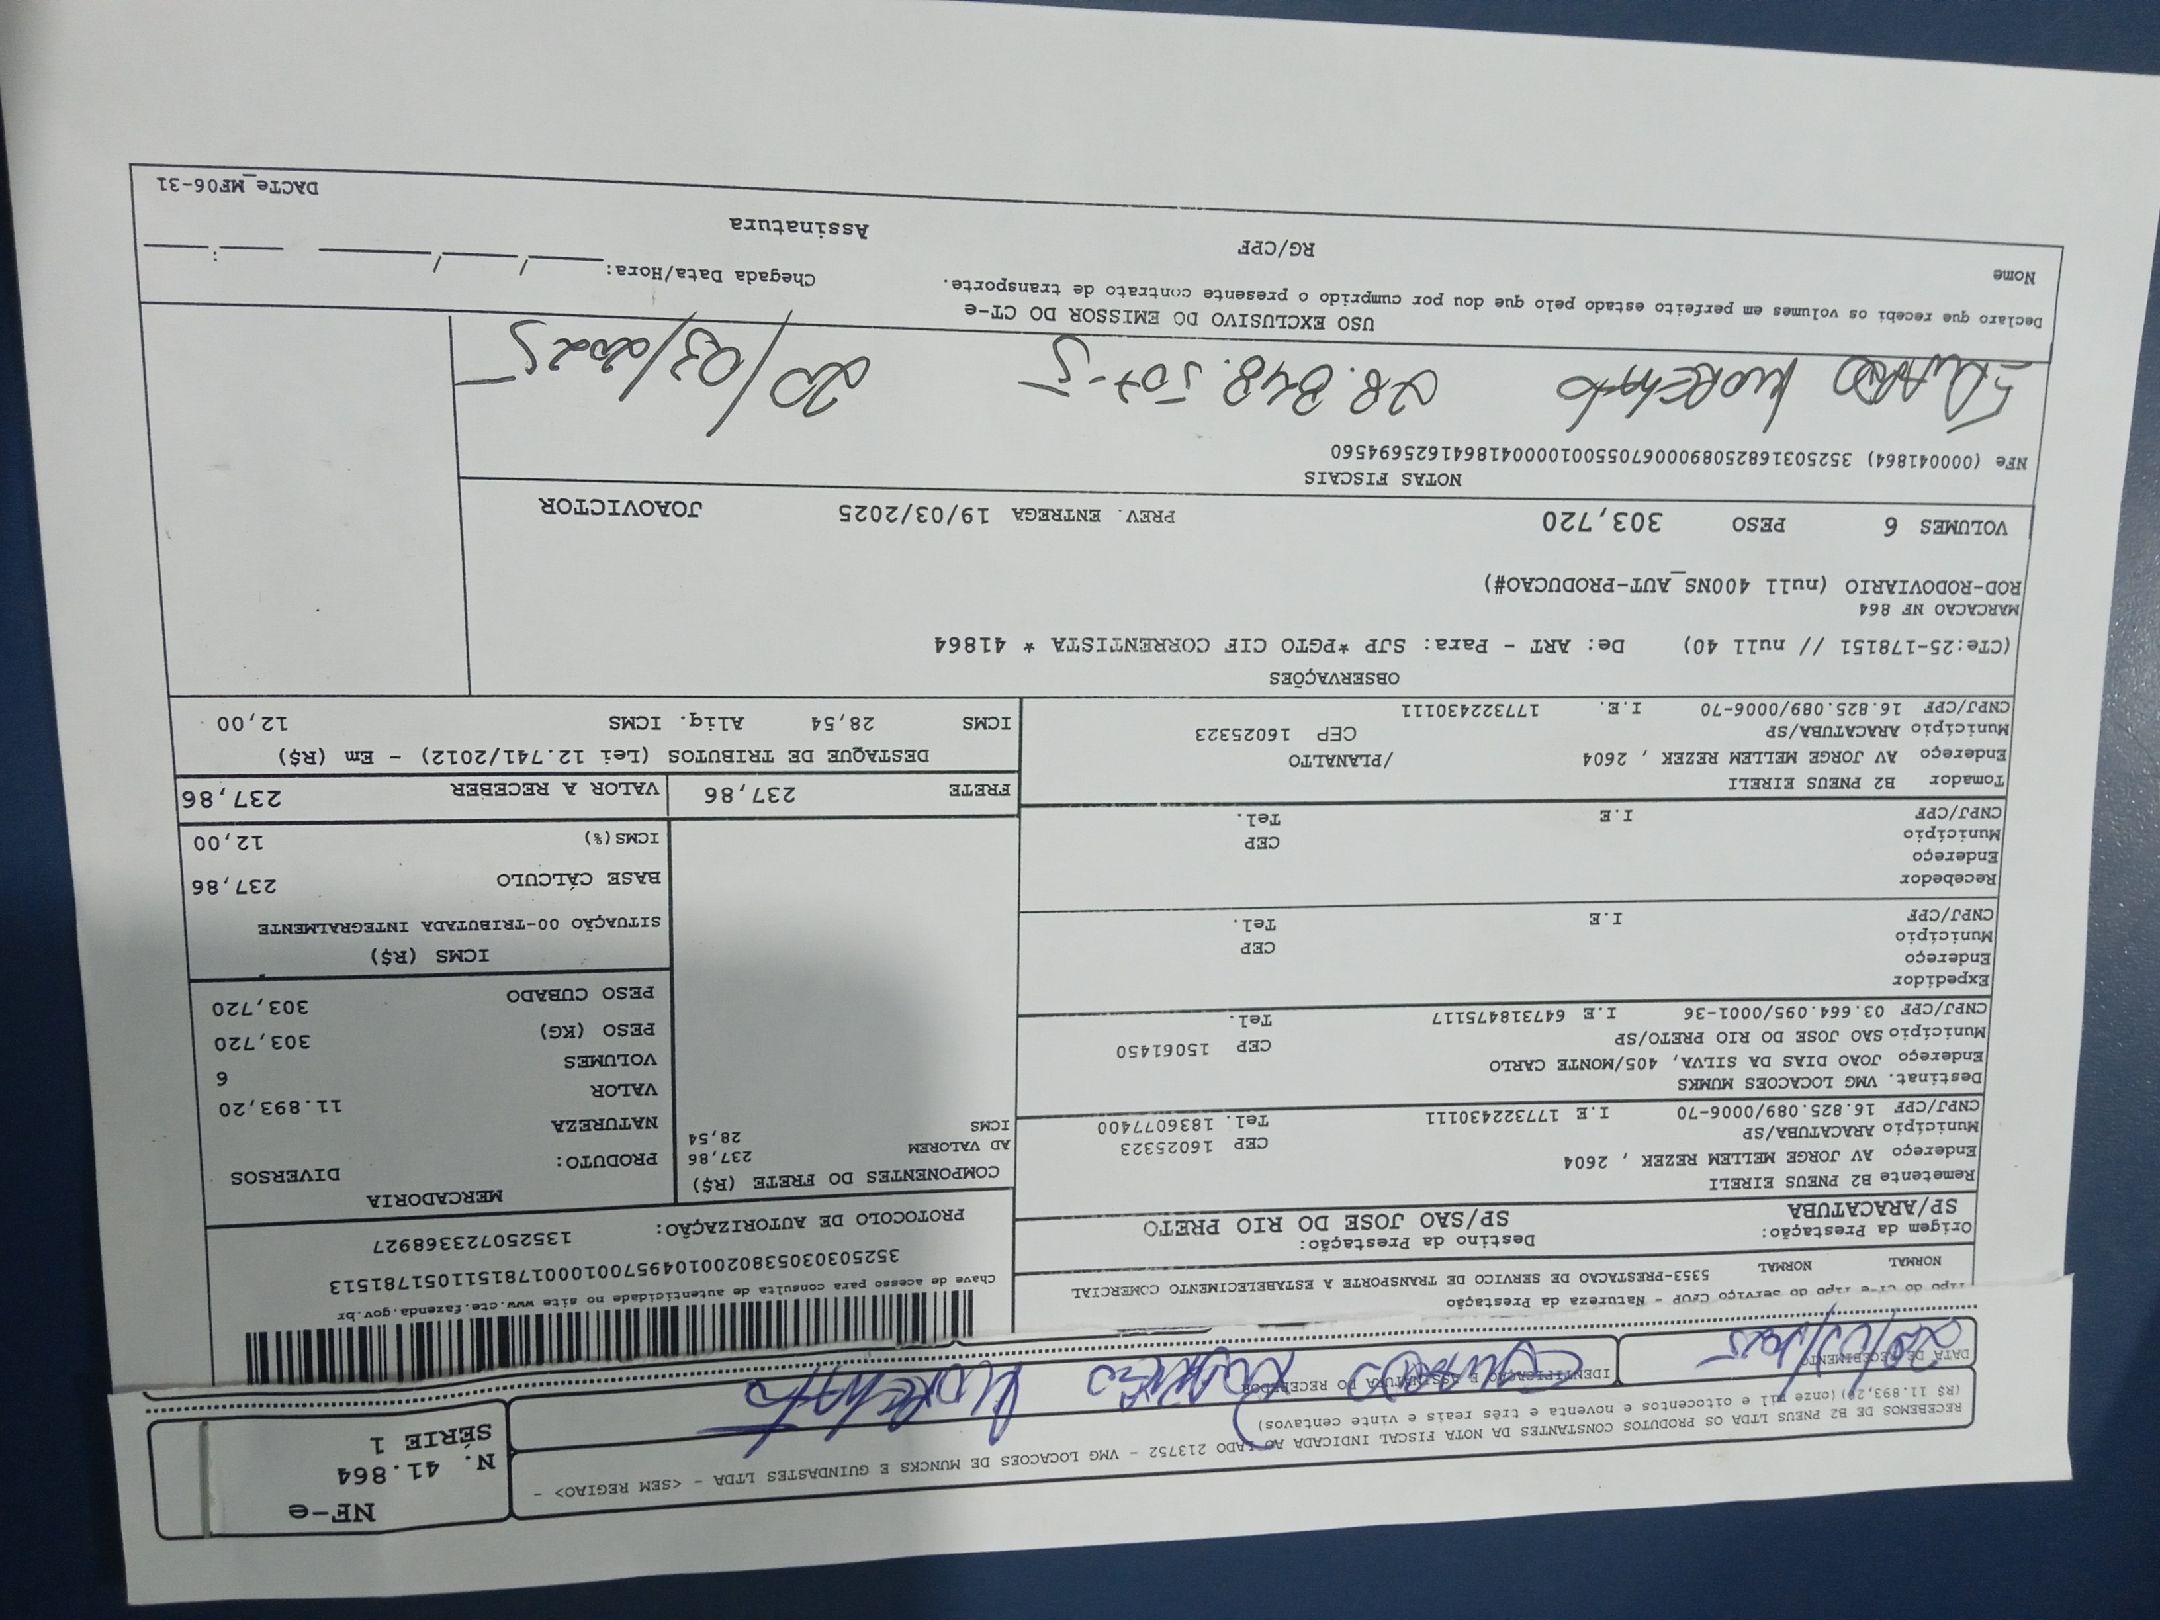 RECEBEMOS DE B2 PNEUS LTDA OS PRODUTOS CONSTANTES DA NOTA FISCAL INDICADA AO LADO 213752 - VMG LOCACOES DE MUNCKS E GUINDASTES LTDA - <SEM REGIAO> -
(R$ 11.893,20)(onze mil e oitocentos e noventa e três reais e vinte centavos)
NF-e
N. 41.864
SÉRIE 1
DATA DE RECEBIMENTO
IDENTIFICAÇÃO E ASSINATURA DO RECEBEDOR
Tipo do CT-e Tipo do Serviço CFOP - Natureza da Prestação
NORMAL NORMAL 5353-PRESTACAO DE SERVICO DE TRANSPORTE A ESTABELECIMENTO COMERCIAL
Chave de acesso para consulta de autenticidade no site www.cte.fazenda.gov.br
Origem da Prestação: Destino da Prestação:
SP/ARACATUBA SP/SAO JOSE DO RIO PRETO
PROTOCOLO DE AUTORIZAÇÃO: 135250723368927
Remetente B2 PNEUS EIRELI
Endereço AV JORGE MELLEM REZEK , 2604 CEP 16025323
Município ARACATUBA/SP Tel. 1836077400
CNPJ/CPF 16.825.089/0006-70 I.E 177322430111
Destinat. VMG LOCACOES MUMKS
Endereço JOAO DIAS DA SILVA, 405/MONTE CARLO
Município SAO JOSE DO RIO PRETO/SP CEP 15061450
CNPJ/CPF 03.664.095/0001-36 I.E 647318475117 Tel.
Expedidor
Endereço
Município CEP
CNPJ/CPF I.E Tel.
Recebedor
Endereço
Município CEP
CNPJ/CPF I.E Tel.
Tomador B2 PNEUS EIRELI
Endereço AV JORGE MELLEM REZEK , 2604 /PLANALTO
Município ARACATUBA/SP CEP 16025323
CNPJ/CPF 16.825.089/0006-70 I.E. 177322430111
COMPONENTES DO FRETE (R$)
AD VALOREM 237,86
ICMS 28,54
MERCADORIA
PRODUTO: DIVERSOS
NATUREZA
VALOR 11.893,20
VOLUMES 6
PESO (KG) 303,720
PESO CUBADO 303,720
ICMS (R$)
SITUAÇÃO 00-TRIBUTADA INTEGRALMENTE
BASE CÁLCULO 237,86
ICMS(%) 12,00
FRETE 237,86 VALOR A RECEBER 237,86
DESTAQUE DE TRIBUTOS (Lei 12.741/2012) - Em (R$)
ICMS 28,54 Aliq. ICMS 12,00
OBSERVAÇÕES
(CTe:25-178151 // null 40) De: ART - Para: SJP *PGTO CIF CORRENTISTA * 41864
MARCACAO NF 864
ROD-RODOVIARIO (null 400NS_AUT-PRODUCAO#)
VOLUMES 6 PESO 303,720 PREV. ENTREGA 19/03/2025 JOAOVICTOR
NOTAS FISCAIS
NFe (000041864) 35250316825089000670550010000418641625694560
28.848.507-5 20/03/2025
USO EXCLUSIVO DO EMISSOR DO CT-e
Declaro que recebi os volumes em perfeito estado pelo que dou por cumprido o presente contrato de transporte.
Chegada Data/Hora: ____/____/____ ____:____
Nome RG/CPF Assinatura
DACTe_MF06-31